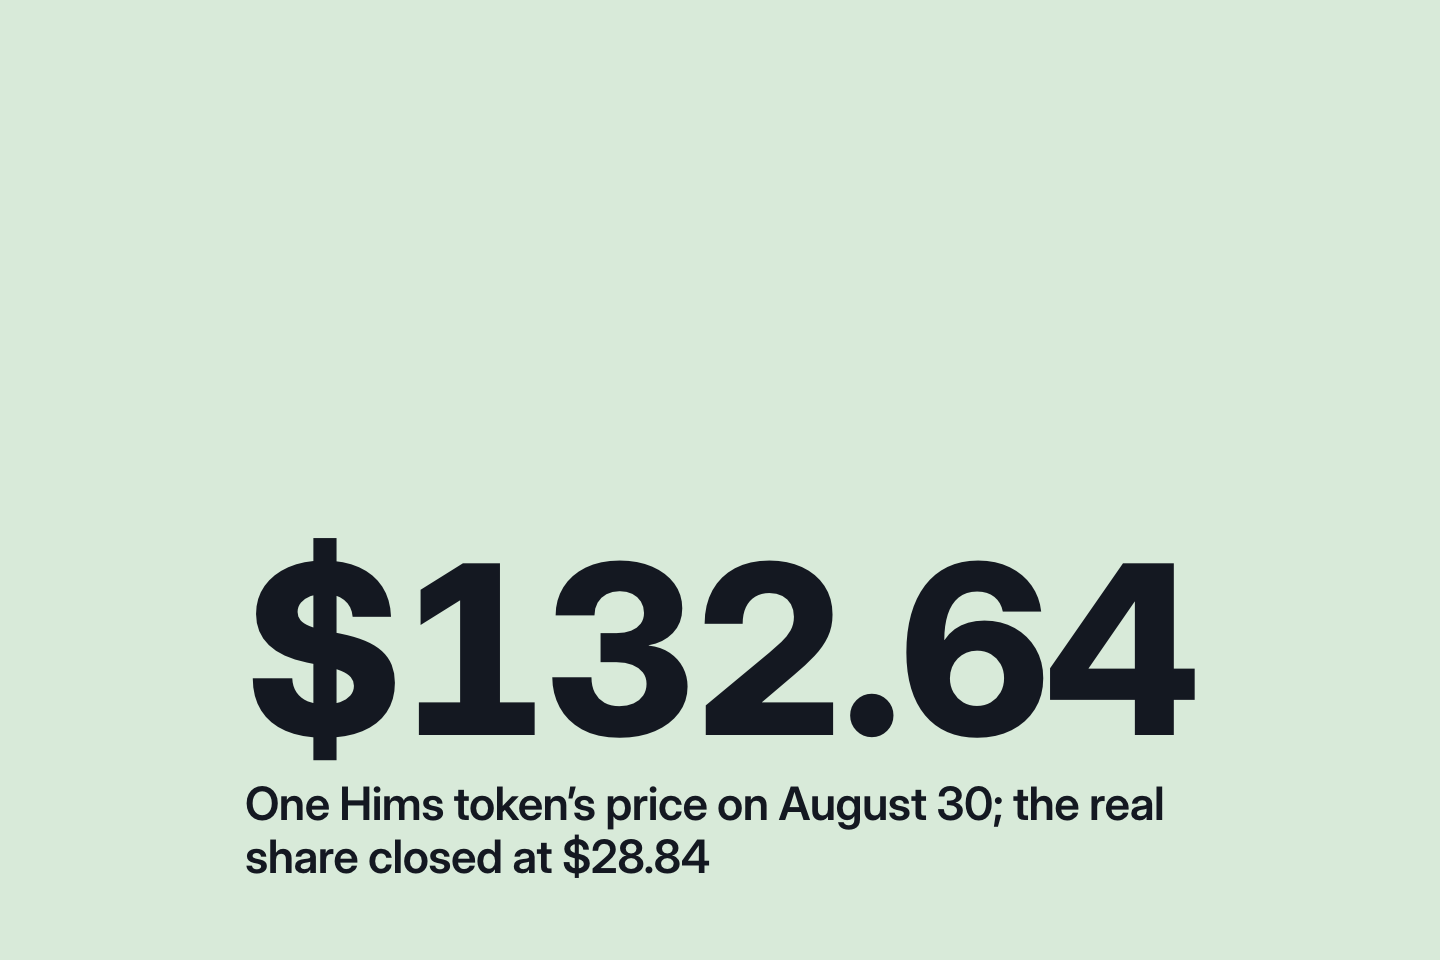 $132.64
One Hims token’s price on August 30; the real
share closed at $28.84